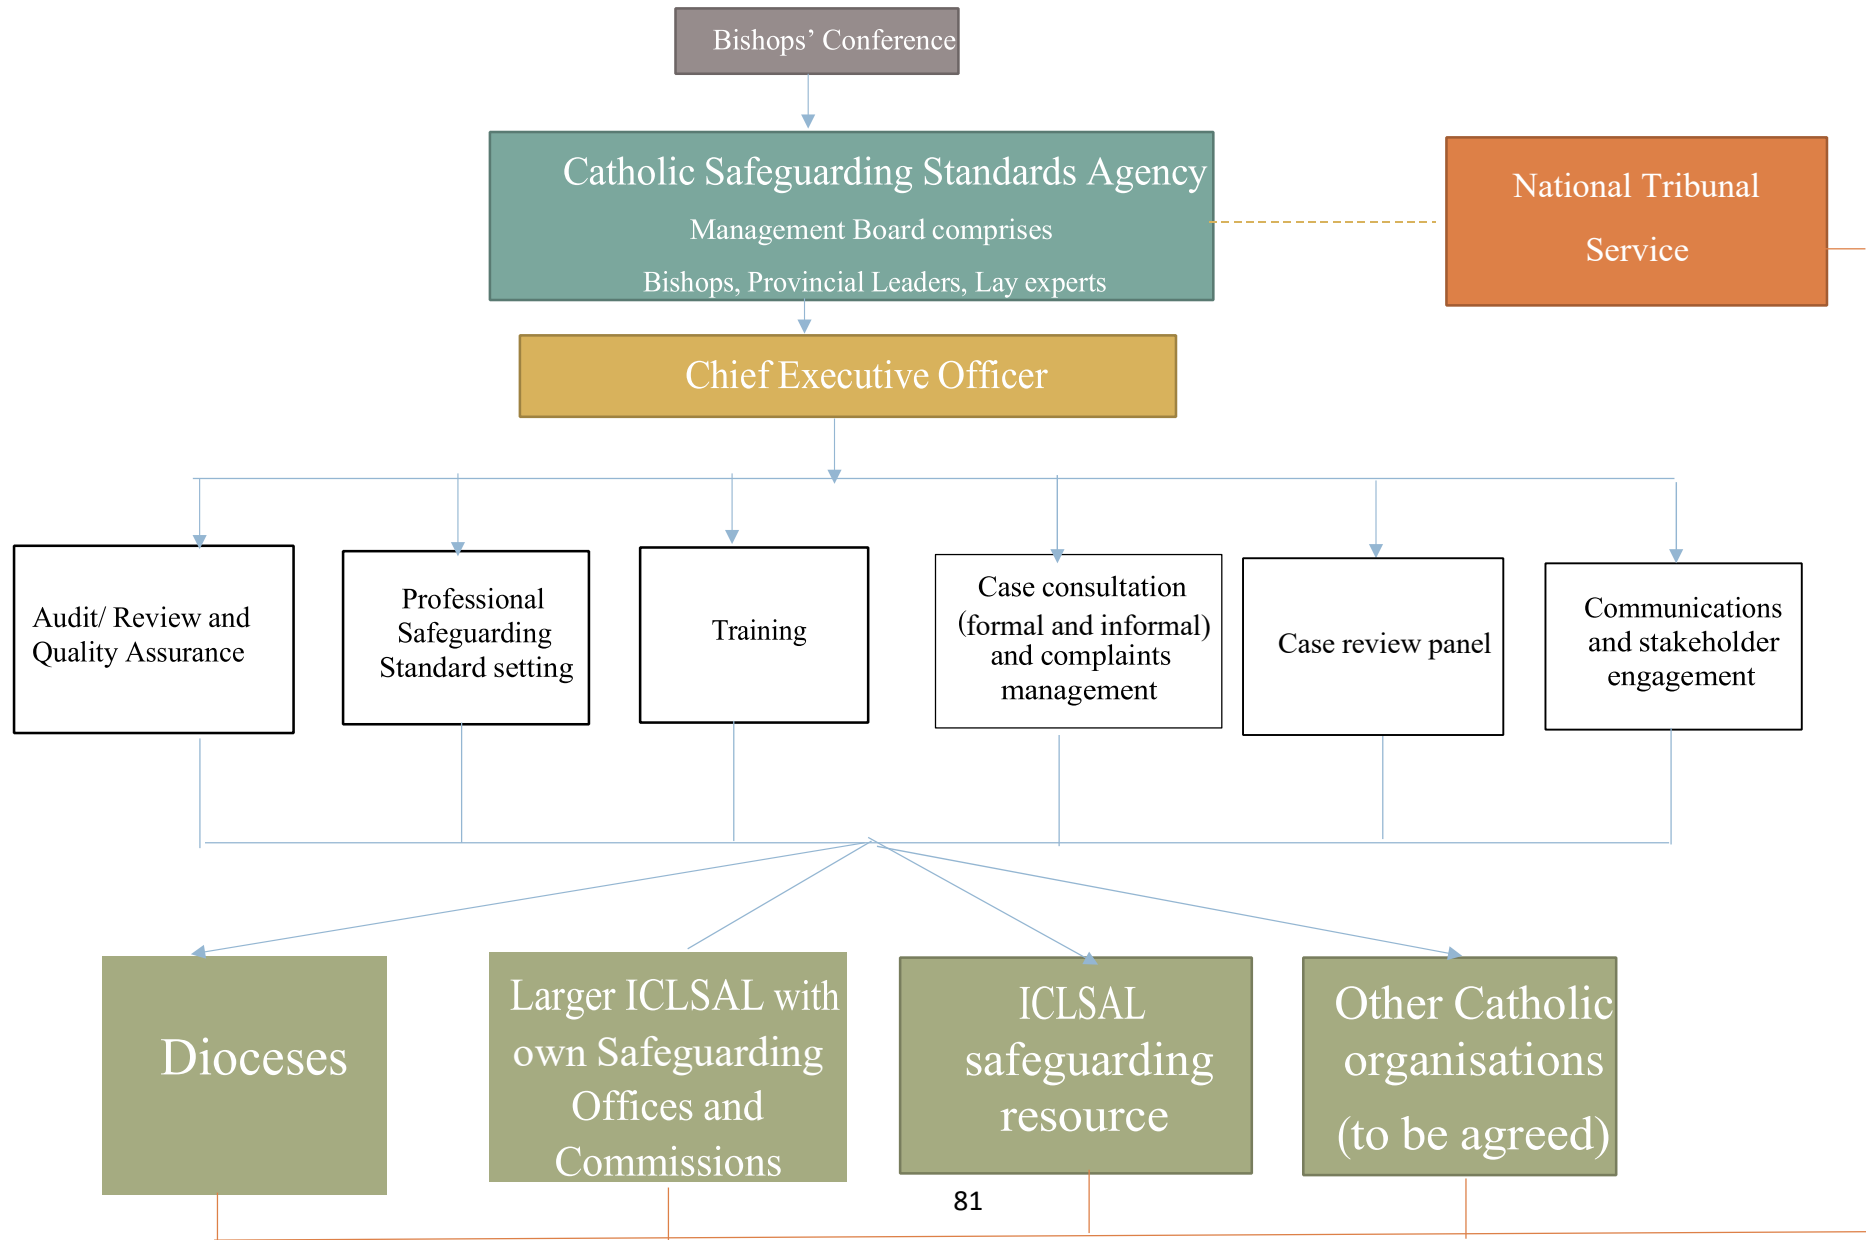 Bishops’ Conference
Catholic Safeguarding Standards Agency
Management Board comprises
Bishops, Provincial Leaders, Lay experts
National Tribunal
Service
Chief Executive Officer
Audit/ Review and
Quality Assurance
Professional
Safeguarding
Standard setting
Training
Case consultation
(formal and informal)
and complaints
management
Case review panel
Communications
and stakeholder
engagement
Dioceses
Larger ICLSAL with
own Safeguarding
Offices and
Commissions
ICLSAL
safeguarding
resource
Other Catholic
organisations
(to be agreed)
81